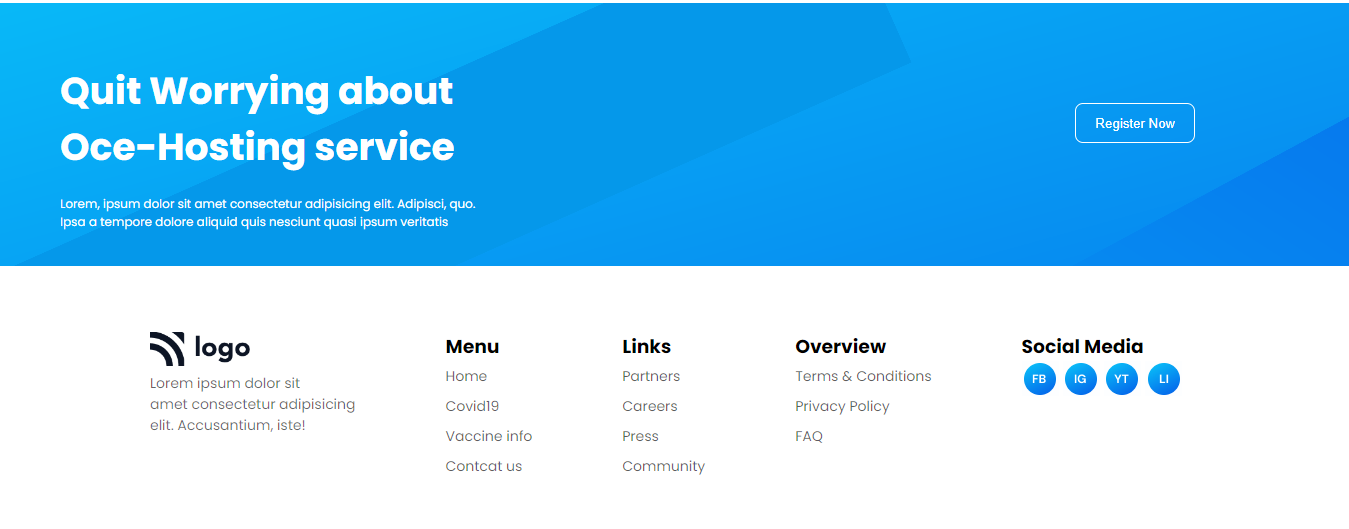 Quit Worrying about
Oce-Hosting service
Lorem, ipsum dolor sit amet consectetur adipisicing elit. Adipisci, quo.
Ipsa a tempore dolore aliquid quis nesciunt quasi ipsum veritatis
Register Now
logo
Lorem ipsum dolor sit
amet consectetur adipisicing
elit. Accusantium, iste!
Menu
Home
Covid19
Vaccine info
Contcat us
Links
Partners
Careers
Press
Community
Overview
Terms & Conditions
Privacy Policy
FAQ
Social Media
FB IG YT LI